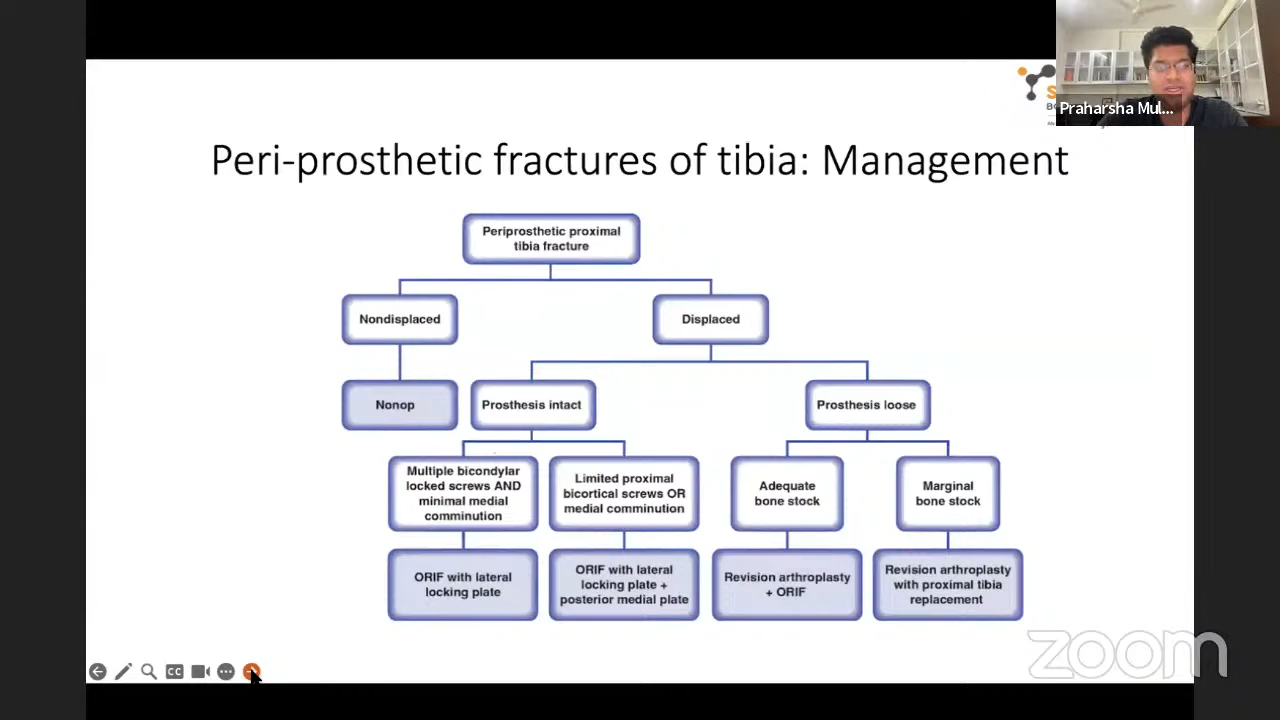 Praharsha Mul...
Peri-prosthetic fractures of tibia: Management
Periprosthetic proximal
tibia fracture
Nondisplaced
Displaced
Nonop
Prosthesis intact
Prosthesis loose
Multiple bicondylar
locked screws AND
minimal medial
comminution
Limited proximal
bicortical screws OR
medial comminution
Adequate
bone stock
Marginal
bone stock
ORIF with lateral
locking plate
ORIF with lateral
locking plate +
posterior medial plate
Revision arthroplasty
+ ORIF
Revision arthroplasty
with proximal tibia
replacement
CC
zoom